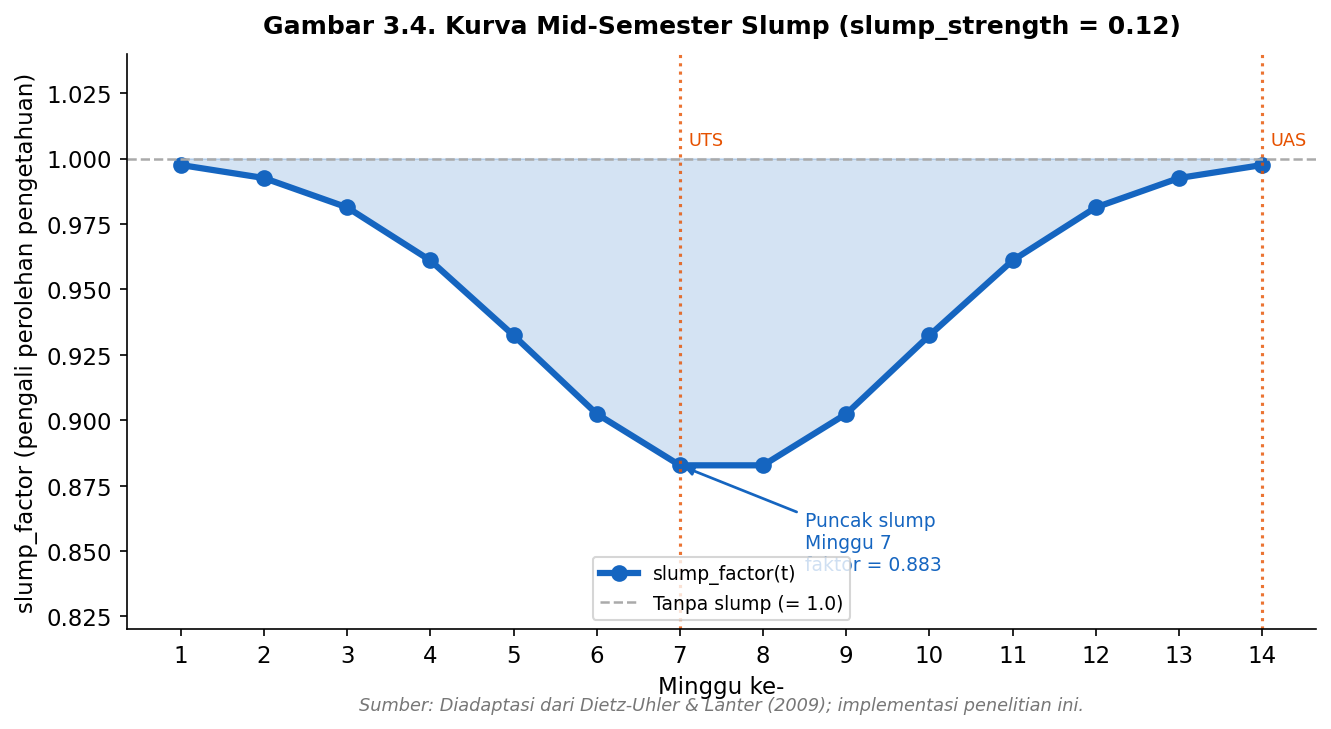 Gambar 3.4. Kurva Mid-Semester Slump (slump_strength = 0.12)
slump_factor (pengali perolehan pengetahuan)
1.025
1.000
0.975
0.950
0.925
0.900
0.875
0.850
0.825
UTS
UAS
Puncak slump
Minggu 7
faktor = 0.883
slump_factor(t)
Tanpa slump (= 1.0)
1 2 3 4 5 6 7 8 9 10 11 12 13 14
Minggu ke-
Sumber: Diadaptasi dari Dietz-Uhler & Lanter (2009); implementasi penelitian ini.